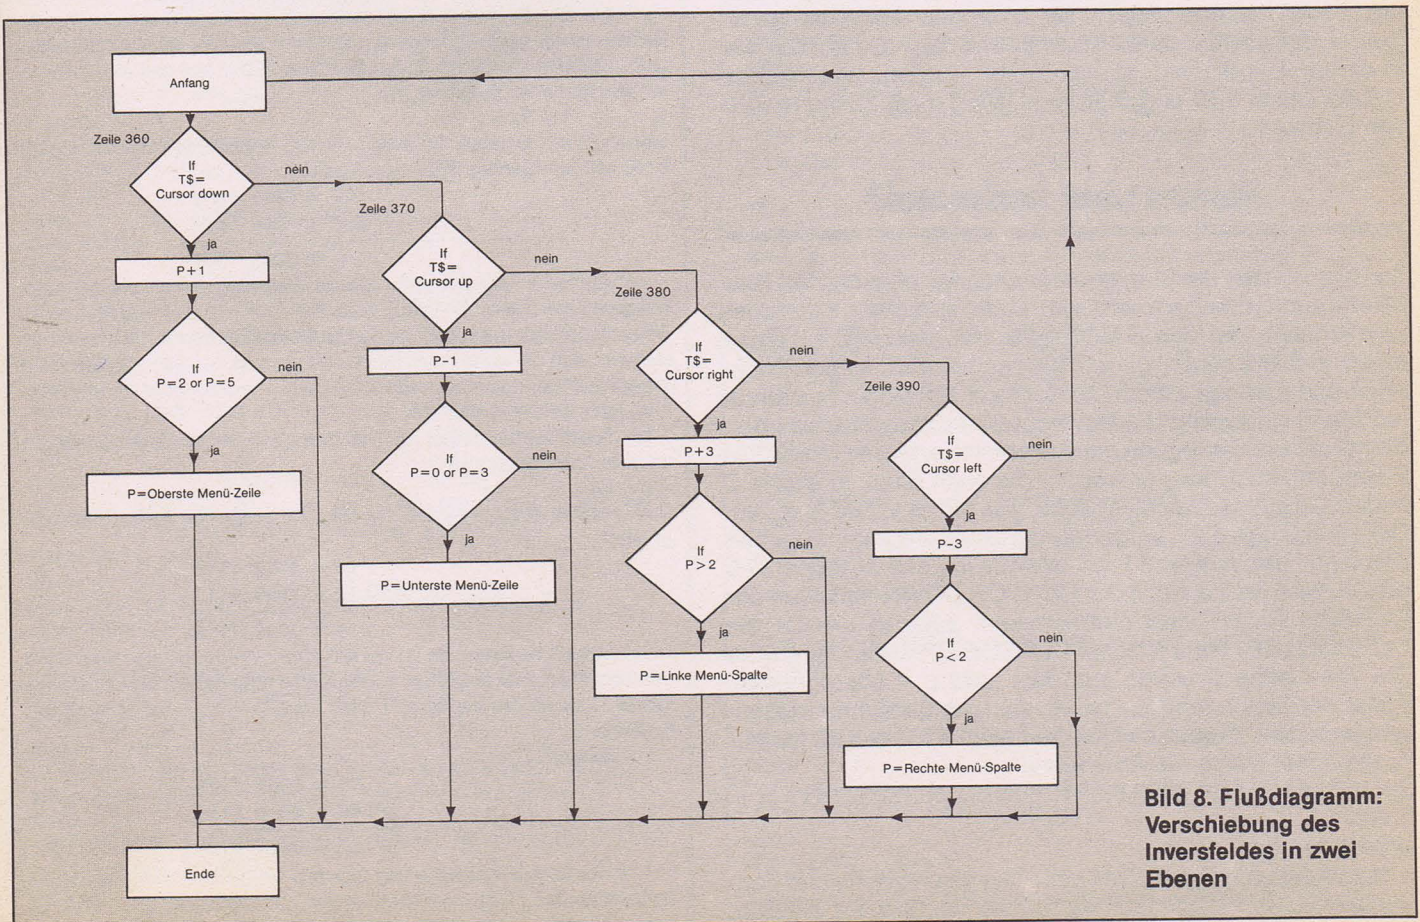 Anfang
Zeile 360
If
T$=
Cursor down
nein
ja
P+1
If
P=2 or P=5
nein
ja
P=Oberste Menü-Zeile
Zeile 370
If
T$=
Cursor up
nein
ja
P-1
If
P=0 or P=3
nein
ja
P=Unterste Menü-Zeile
Zeile 380
If
T$=
Cursor right
nein
ja
P+3
If
P>2
nein
ja
P=Linke Menü-Spalte
Zeile 390
If
T$=
Cursor left
nein
ja
P-3
If
P<2
nein
ja
P=Rechte Menü-Spalte
Ende
Bild 8. Flußdiagramm:
Verschiebung des
Inversfeldes in zwei
Ebenen